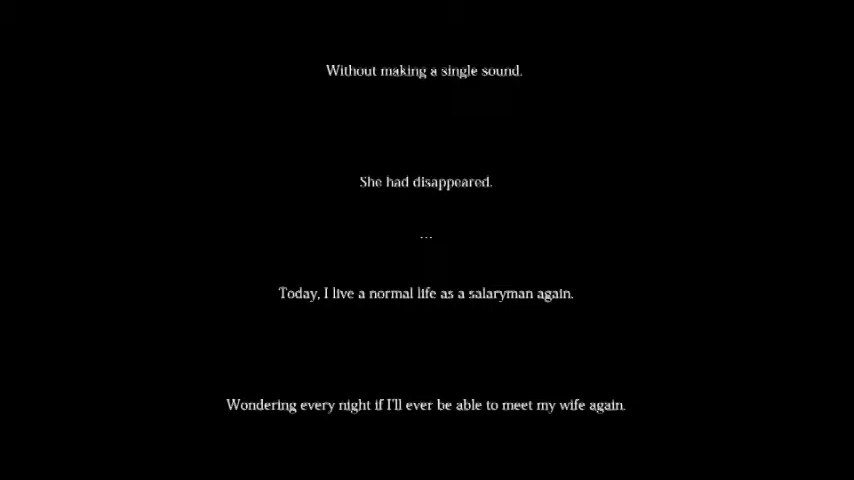 Without making a single sound.
She had disappeared.
...
Today, I live a normal life as a salaryman again.
Wondering every night if I'll ever be able to meet my wife again.